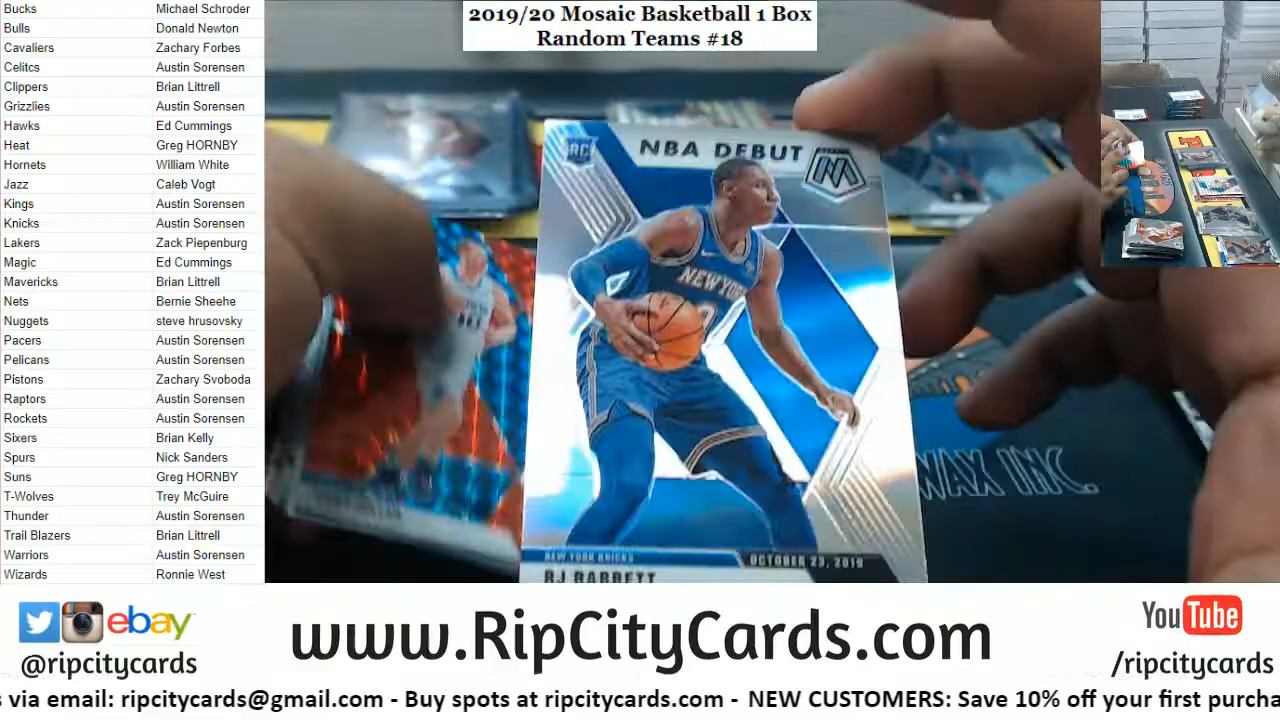 Bucks Michael Schroder
Bulls Donald Newton
Cavaliers Zachary Forbes
Celitcs Austin Sorensen
Clippers Brian Littrell
Grizzlies Austin Sorensen
Hawks Ed Cummings
Heat Greg HORNBY
Hornets William White
Jazz Caleb Vogt
Kings Austin Sorensen
Knicks Austin Sorensen
Lakers Zack Piepenburg
Magic Ed Cummings
Mavericks Brian Littrell
Nets Bernie Sheehe
Nuggets steve hrusovsky
Pacers Austin Sorensen
Pelicans Austin Sorensen
Pistons Zachary Svoboda
Raptors Austin Sorensen
Rockets Austin Sorensen
Sixers Brian Kelly
Spurs Nick Sanders
Suns Greg HORNBY
T-Wolves Trey McGuire
Thunder Austin Sorensen
Trail Blazers Brian Littrell
Warriors Austin Sorensen
Wizards Ronnie West
2019/20 Mosaic Basketball 1 Box
Random Teams #18
RC
NBA DEBUT
M
NEW YORK
NEW YORK KNICKS
OCTOBER 23, 2019
RJ BARRETT
WAX INC.
ebay
@ripcitycards
www.RipCityCards.com
YouTube
/ripcitycards
s via email: ripcitycards@gmail.com - Buy spots at ripcitycards.com - NEW CUSTOMERS: Save 10% off your first purcha